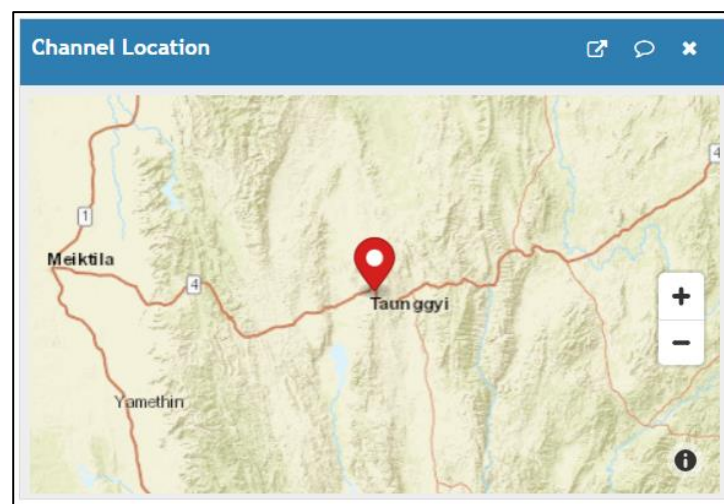 Channel Location
4
1
Meiktila
4
Taunggyi
+
−
Yamethin
i